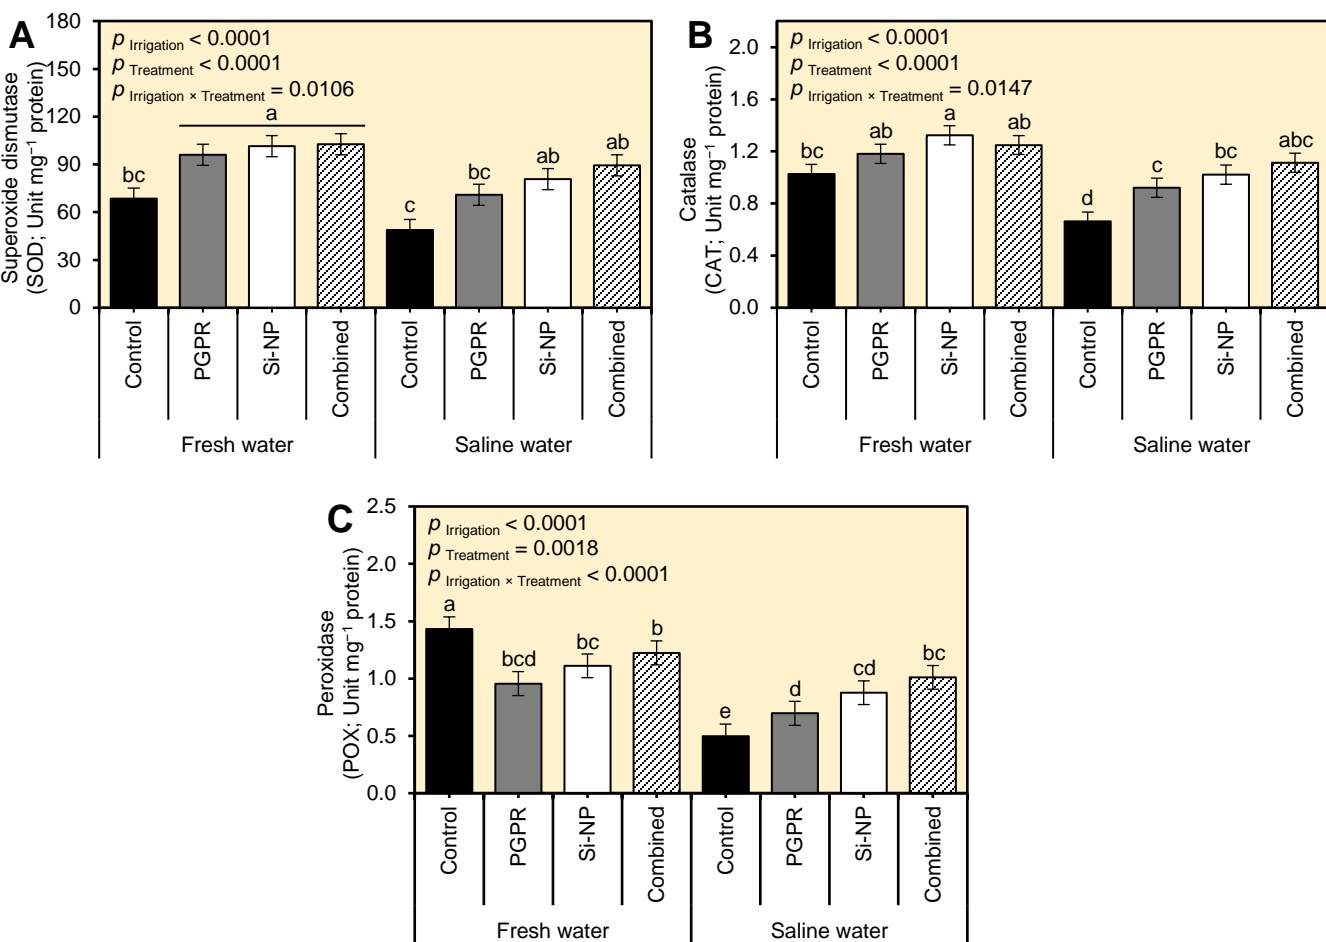 A
Superoxide dismutase
(SOD; Unit mg⁻¹ protein)
180
150
120
90
60
30
0
p Irrigation < 0.0001
p Treatment < 0.0001
p Irrigation × Treatment = 0.0106
bc
a
c
bc
ab
ab
Control
PGPR
Si-NP
Combined
Control
PGPR
Si-NP
Combined
Fresh water
Saline water
B
Catalase
(CAT; Unit mg⁻¹ protein)
2.0
1.6
1.2
0.8
0.4
0.0
p Irrigation < 0.0001
p Treatment < 0.0001
p Irrigation × Treatment = 0.0147
bc
ab
a
ab
d
c
bc
abc
Control
PGPR
Si-NP
Combined
Control
PGPR
Si-NP
Combined
Fresh water
Saline water
C
Peroxidase
(POX; Unit mg⁻¹ protein)
2.5
2.0
1.5
1.0
0.5
0.0
p Irrigation < 0.0001
p Treatment = 0.0018
p Irrigation × Treatment < 0.0001
a
bcd
bc
b
e
d
cd
bc
Control
PGPR
Si-NP
Combined
Control
PGPR
Si-NP
Combined
Fresh water
Saline water